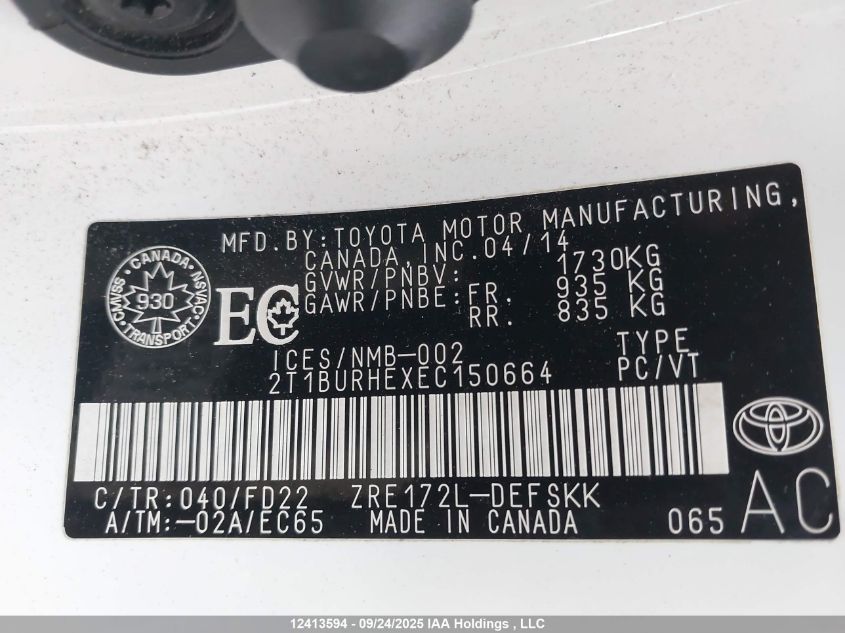 MFD. BY: TOYOTA MOTOR MANUFACTURING,
CANADA, INC. 04/14
GVWR/PNBV: 1730KG
GAWR/PNBE: FR. 935 KG
RR. 835 KG
CANADA
CMVSS NSVAC
930
TRANSPORT
EC
ICES/NMB-002
TYPE
2T1BURHEXEC150664 PC/VT
C/TR: 040/FD22 ZRE172L-DEFSKK
A/TM:-02A/EC65 MADE IN CANADA 065 AC
12413594 - 09/24/2025 IAA Holdings , LLC